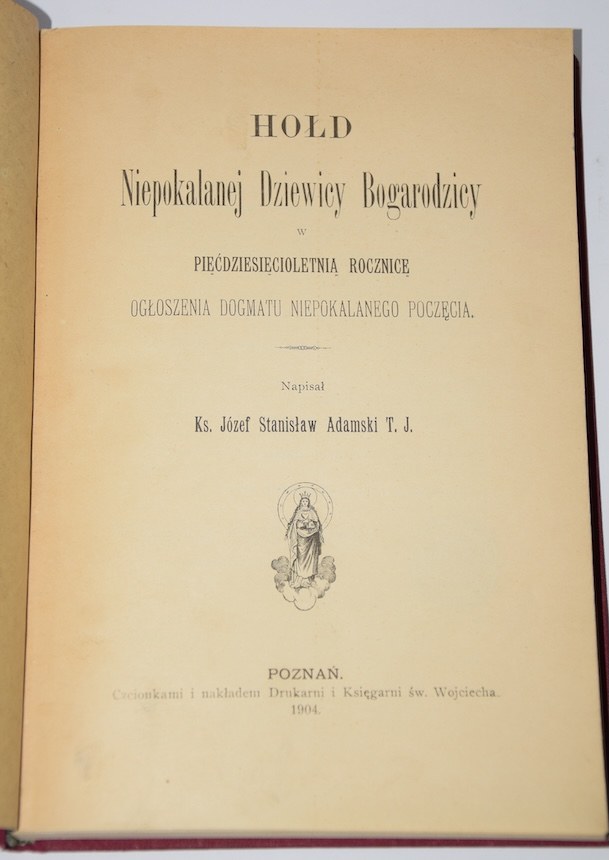 HOŁD
Niepokalanej Dziewicy Bogarodzicy
W
PIĘĆDZIESIĘCIOLETNIĄ ROCZNICĘ
OGŁOSZENIA DOGMATU NIEPOKALANEGO POCZĘCIA.
Napisał
Ks. Józef Stanisław Adamski T. J.
POZNAŃ.
Czcionkami i nakładem Drukarni i Księgarni św. Wojciecha.
1904.